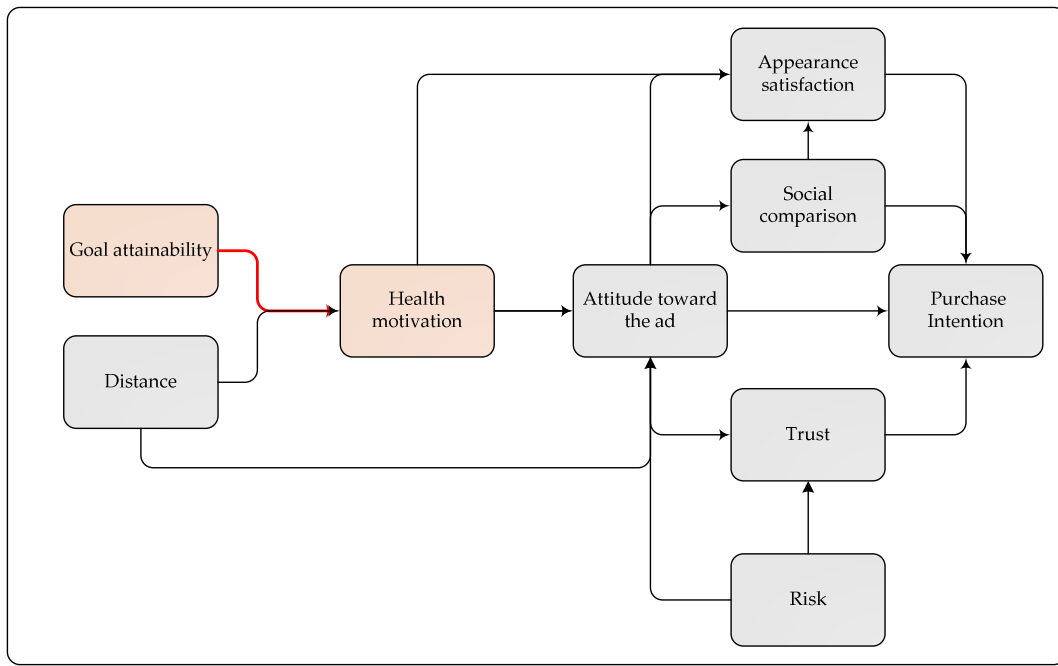 Appearance
satisfaction
Social
comparison
Goal attainability
Health
motivation
Attitude toward
the ad
Purchase
Intention
Distance
Trust
Risk